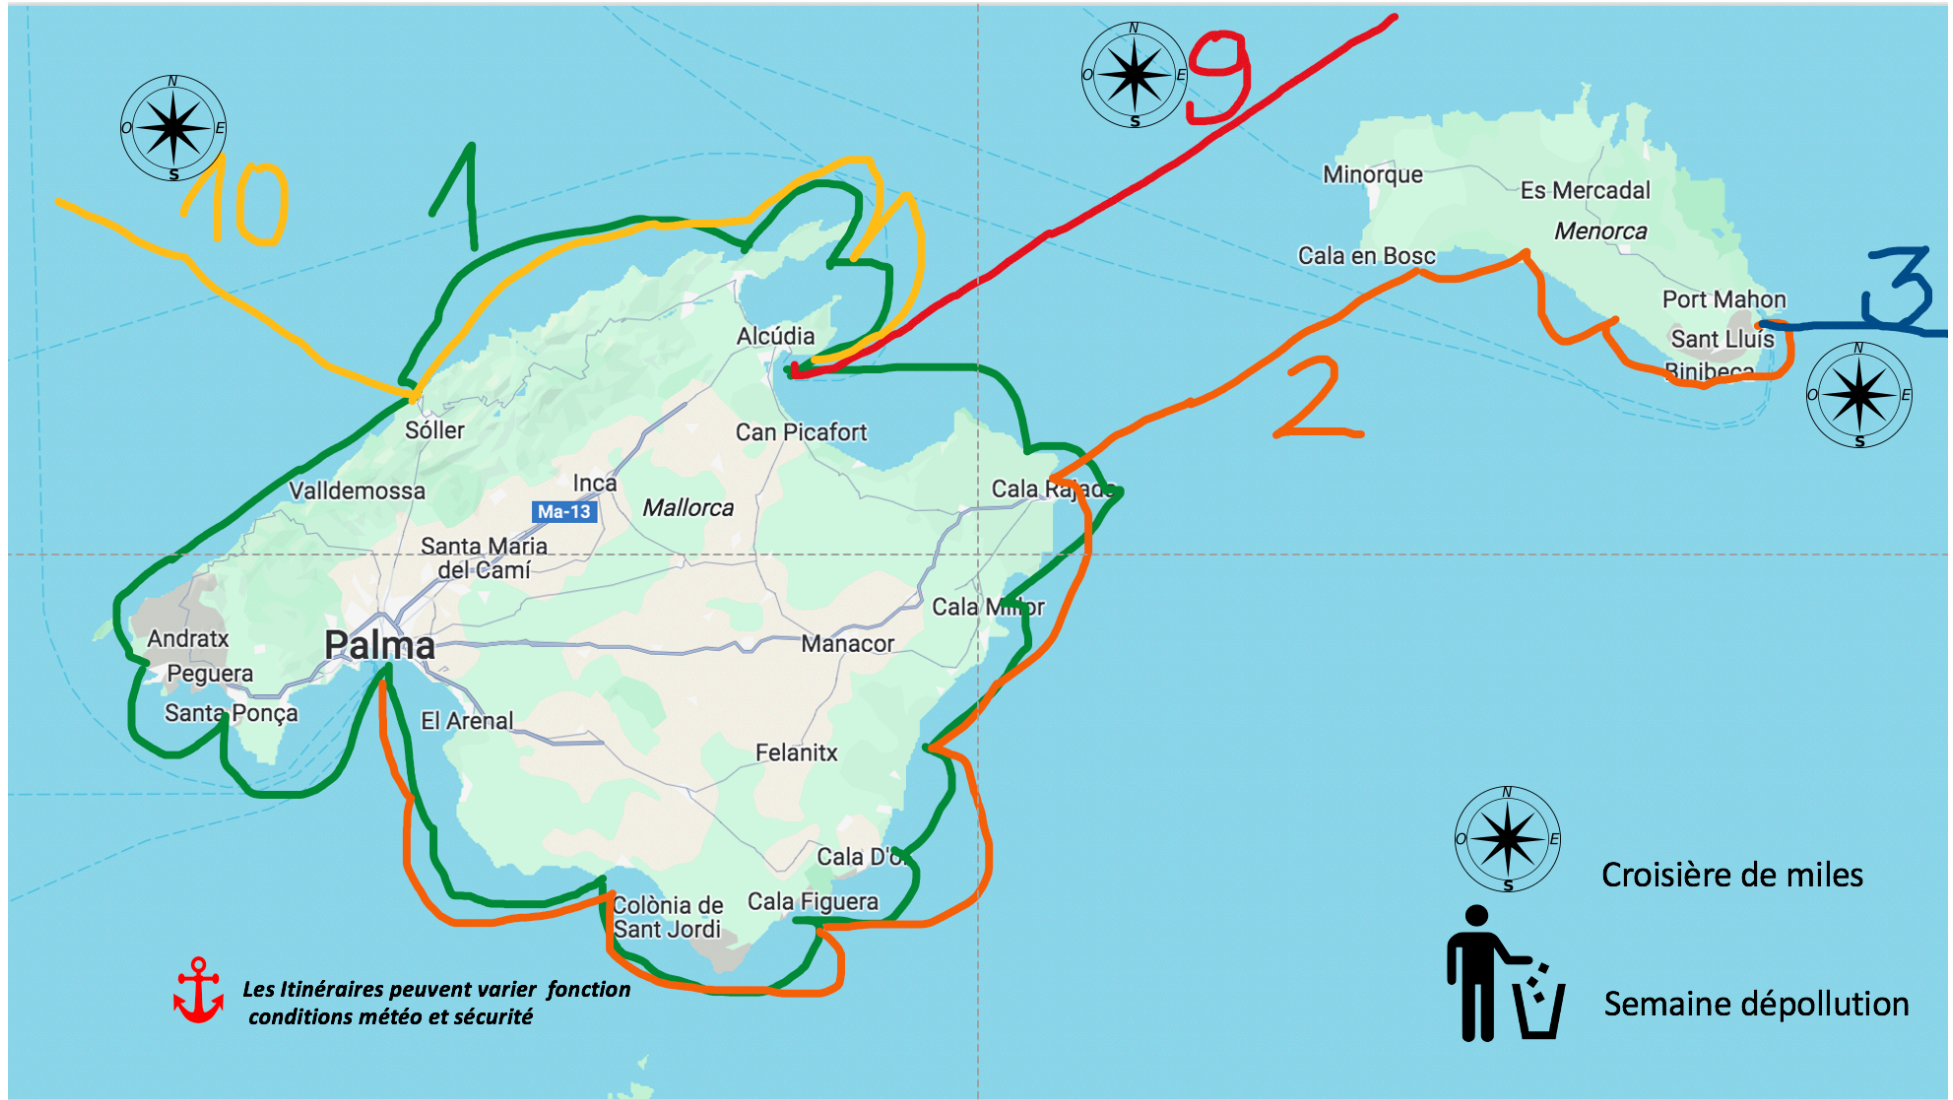 N
O E
S
N
O E
S
9
10
1
Minorque
Es Mercadal
Menorca
Cala en Bosc
3
Port Mahon
Sant Lluís
Binibeca
N
O E
S
2
Alcúdia
Sóller
Can Picafort
Valldemossa
Inca
Ma-13
Mallorca
Cala Rajada
Santa Maria
del Camí
Cala Millor
Andratx
Palma
Manacor
Peguera
Santa Ponça
El Arenal
Felanitx
Cala D'or
Cala Figuera
Colònia de
Sant Jordi
N
O E
S
Croisière de miles
Les Itinéraires peuvent varier fonction
conditions météo et sécurité
Semaine dépollution